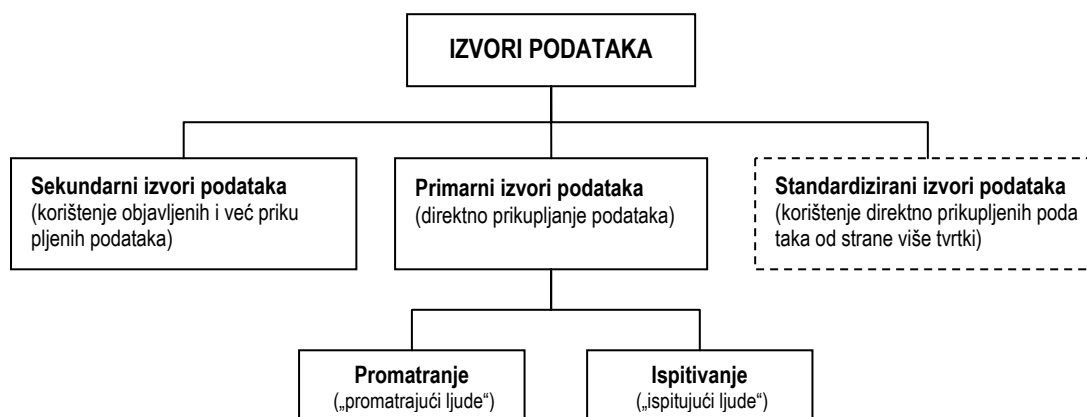 IZVORI PODATAKA
Sekundarni izvori podataka
(korištenje objavljenih i već priku
pljenih podataka)
Primarni izvori podataka
(direktno prikupljanje podataka)
Standardizirani izvori podataka
(korištenje direktno prikupljenih poda
taka od strane više tvrtki)
Promatranje
(„promatrajući ljude“)
Ispitivanje
(„ispitujući ljude“)